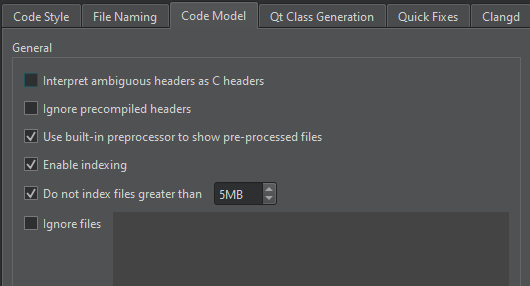 Code Style File Naming Code Model Qt Class Generation Quick Fixes Clangd
General
Interpret ambiguous headers as C headers
Ignore precompiled headers
Use built-in preprocessor to show pre-processed files
Enable indexing
Do not index files greater than 5MB
Ignore files